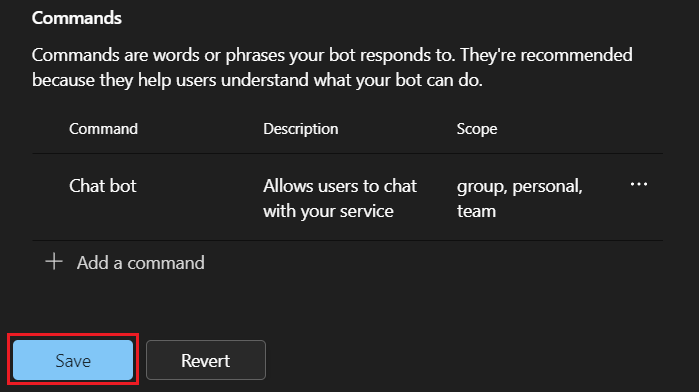 Commands
Commands are words or phrases your bot responds to. They're recommended
because they help users understand what your bot can do.
Command Description Scope
Chat bot Allows users to chat group, personal, ...
with your service team
+ Add a command
Save Revert